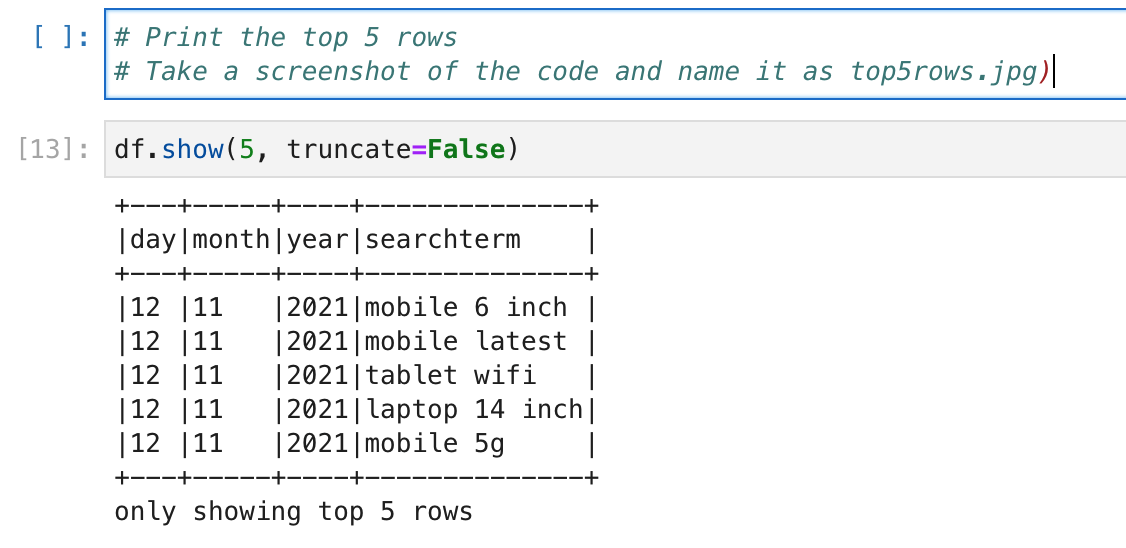 [ ]: # Print the top 5 rows
# Take a screenshot of the code and name it as top5rows.jpg)
[13]: df.show(5, truncate=False)
+---+-----+----+--------------+
|day|month|year|searchterm    |
+---+-----+----+--------------+
|12 |11   |2021|mobile 6 inch |
|12 |11   |2021|mobile latest |
|12 |11   |2021|tablet wifi   |
|12 |11   |2021|laptop 14 inch|
|12 |11   |2021|mobile 5g     |
+---+-----+----+--------------+
only showing top 5 rows